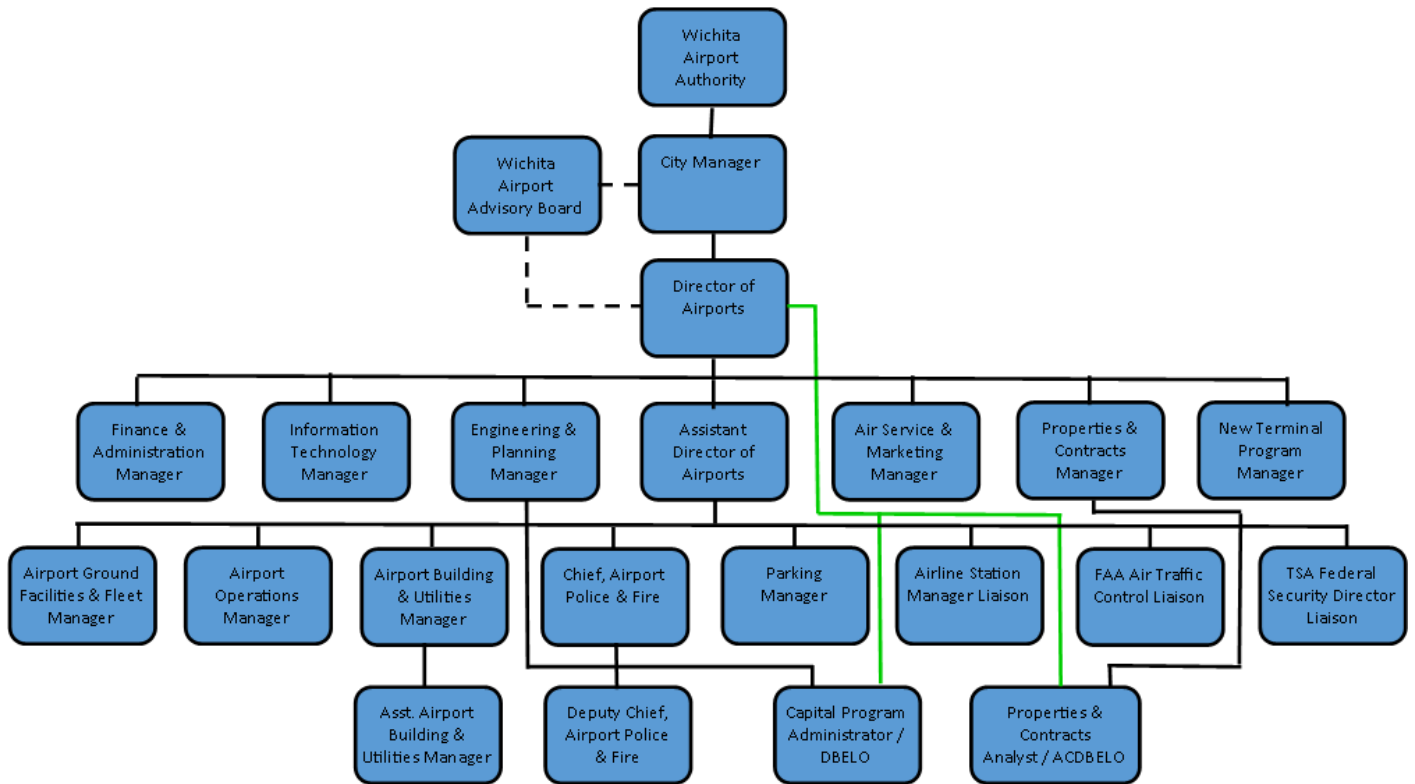 Wichita
Airport
Authority
City Manager
Wichita
Airport
Advisory Board
Director of
Airports
Finance &
Administration
Manager
Information
Technology
Manager
Engineering &
Planning
Manager
Assistant
Director of
Airports
Air Service &
Marketing
Manager
Properties &
Contracts
Manager
New Terminal
Program
Manager
Airport Ground
Facilities & Fleet
Manager
Airport
Operations
Manager
Airport Building
& Utilities
Manager
Chief, Airport
Police & Fire
Parking
Manager
Airline Station
Manager Liaison
FAA Air Traffic
Control Liaison
TSA Federal
Security Director
Liaison
Asst. Airport
Building &
Utilities Manager
Deputy Chief,
Airport Police
& Fire
Capital Program
Administrator /
DBELO
Properties &
Contracts
Analyst / ACDBELO